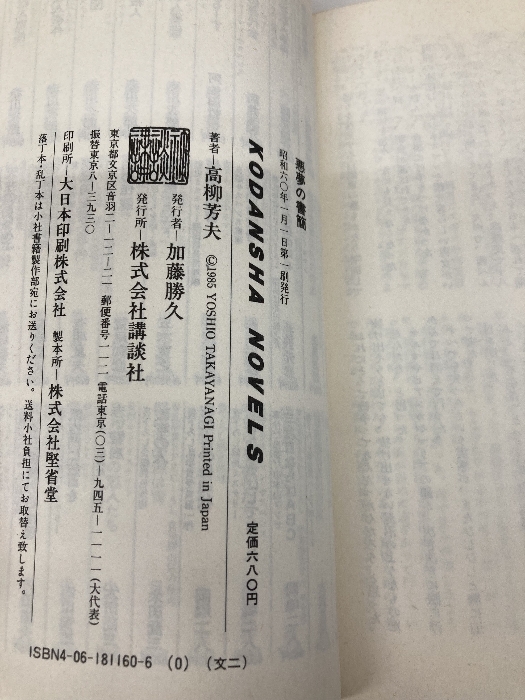 悪夢の書簡
昭和六〇年一月一日第一刷発行
KODANSHA NOVELS
定価六八〇円
著者—高柳芳夫 ©1985 YOSHIO TAKAYANAGI Printed in Japan
発行者—加藤勝久
発行所—株式会社講談社
東京都文京区音羽二—一二—二一 郵便番号一一二 電話東京(〇三)—九四五—一一一一(大代表)
振替東京八—三九三〇
印刷所—大日本印刷株式会社 製本所—株式会社堅省堂
落丁本・乱丁本は小社書籍製作部宛にお送りください。送料小社負担にてお取替え致します。
ISBN4-06-181160-6 (0) (文二)